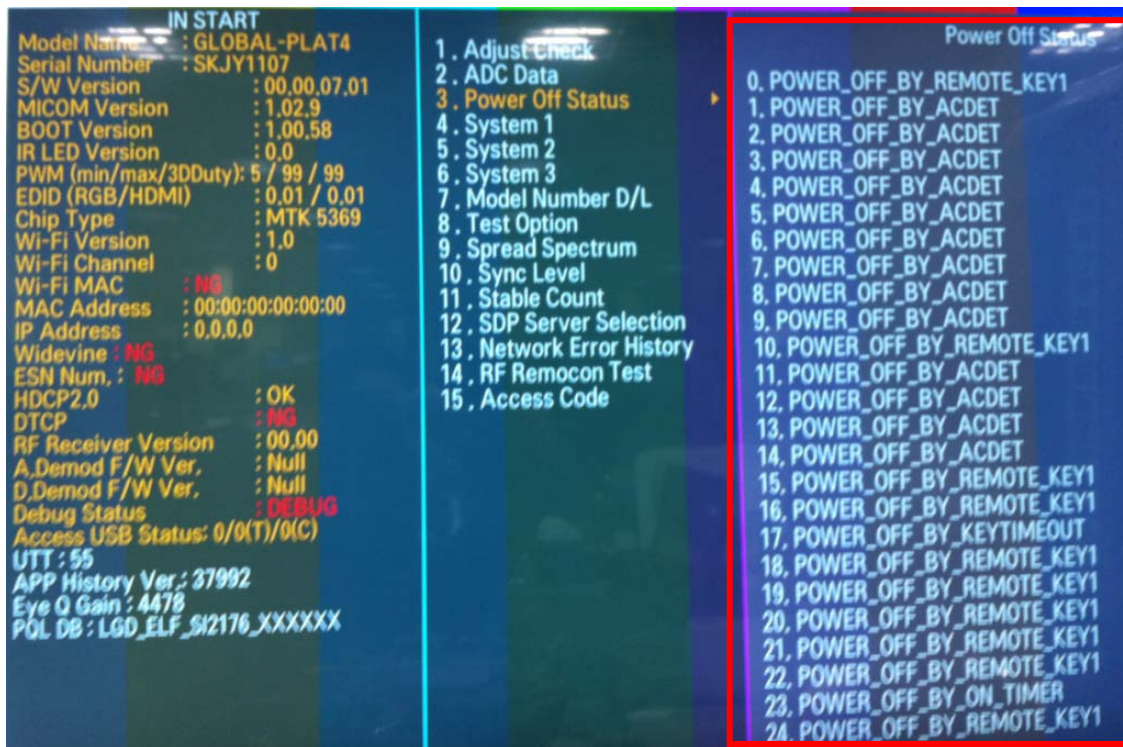 IN START
Model Name : GLOBAL-PLAT4
Serial Number : SKJY1107
S/W Version : 00.00.07.01
MICOM Version : 1.02.9
BOOT Version : 1.00.58
IR LED Version : 0.0
PWM (min/max/3DDuty): 5 / 99 / 99
EDID (RGB/HDMI) : 0.01 / 0.01
Chip Type : MTK 5369
Wi-Fi Version : 1.0
Wi-Fi Channel : 0
Wi-Fi MAC : NG
MAC Address : 00:00:00:00:00:00
IP Address : 0.0.0.0
Widevine : NG
ESN Num. : NG
HDCP2.0 : OK
DTCP : NG
RF Receiver Version : 00.00
A.Demod F/W Ver. : Null
D.Demod F/W Ver. : Null
Debug Status : DEBUG
Access USB Status: 0/0(T)/0(C)
UTT : 55
APP History Ver.: 37992
Eye Q Gain : 4478
PQL DB : LGD_ELF_SI2176_XXXXXX
1. Adjust Check
2. ADC Data
3. Power Off Status
4. System 1
5. System 2
6. System 3
7. Model Number D/L
8. Test Option
9. Spread Spectrum
10. Sync Level
11. Stable Count
12. SDP Server Selection
13. Network Error History
14. RF Remocon Test
15. Access Code
Power Off Status
0. POWER_OFF_BY_REMOTE_KEY1
1. POWER_OFF_BY_ACDET
2. POWER_OFF_BY_ACDET
3. POWER_OFF_BY_ACDET
4. POWER_OFF_BY_ACDET
5. POWER_OFF_BY_ACDET
6. POWER_OFF_BY_ACDET
7. POWER_OFF_BY_ACDET
8. POWER_OFF_BY_ACDET
9. POWER_OFF_BY_ACDET
10. POWER_OFF_BY_REMOTE_KEY1
11. POWER_OFF_BY_ACDET
12. POWER_OFF_BY_ACDET
13. POWER_OFF_BY_ACDET
14. POWER_OFF_BY_ACDET
15. POWER_OFF_BY_REMOTE_KEY1
16. POWER_OFF_BY_REMOTE_KEY1
17. POWER_OFF_BY_KEYTIMEOUT
18. POWER_OFF_BY_REMOTE_KEY1
19. POWER_OFF_BY_REMOTE_KEY1
20. POWER_OFF_BY_REMOTE_KEY1
21. POWER_OFF_BY_REMOTE_KEY1
22. POWER_OFF_BY_REMOTE_KEY1
23. POWER_OFF_BY_ON_TIMER
24. POWER_OFF_BY_REMOTE_KEY1